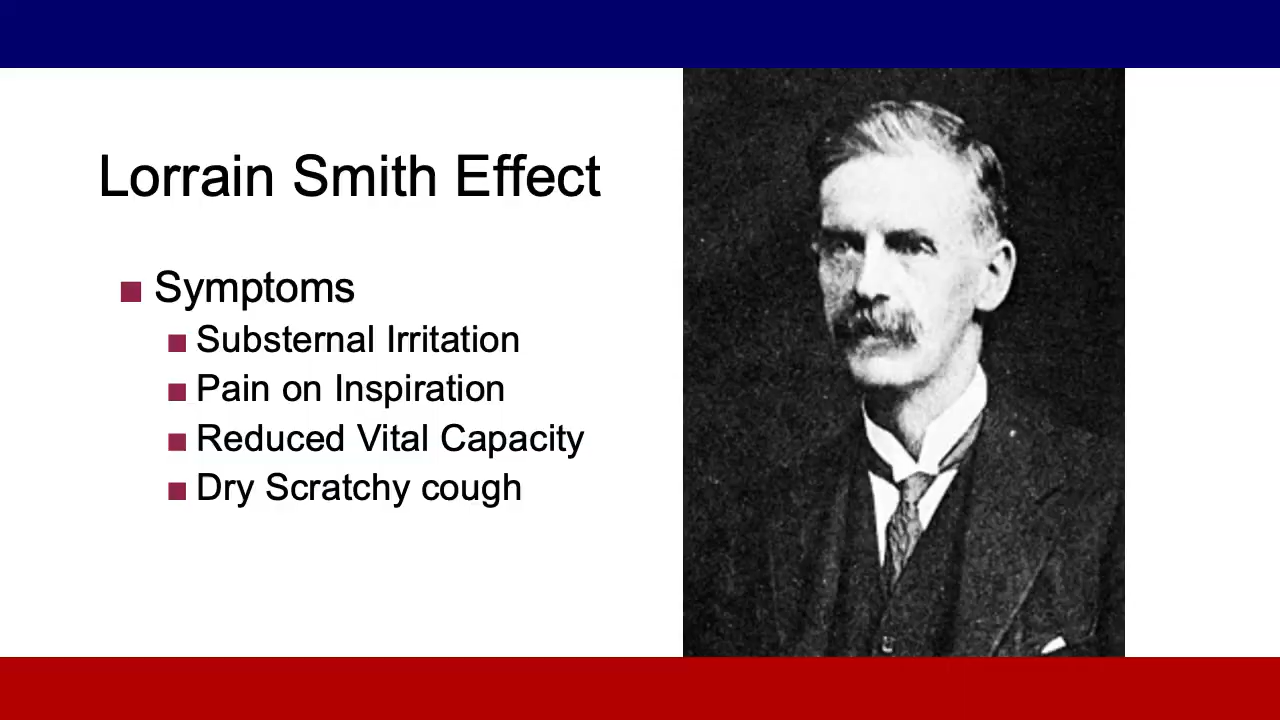 Lorrain Smith Effect
Symptoms
Substernal Irritation
Pain on Inspiration
Reduced Vital Capacity
Dry Scratchy cough